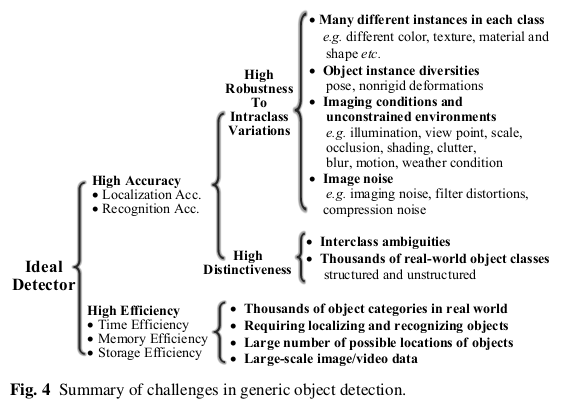 Ideal
Detector
High Accuracy
• Localization Acc.
• Recognition Acc.
High
Robustness
To
Intraclass
Variations
• Many different instances in each class
e.g. different color, texture, material and
shape etc.
• Object instance diversities
pose, nonrigid deformations
• Imaging conditions and
unconstrained environments
e.g. illumination, view point, scale,
occlusion, shading, clutter,
blur, motion, weather condition
• Image noise
e.g. imaging noise, filter distortions,
compression noise
High
Distinctiveness
• Interclass ambiguities
• Thousands of real-world object classes
structured and unstructured
High Efficiency
• Time Efficiency
• Memory Efficiency
• Storage Efficiency
• Thousands of object categories in real world
• Requiring localizing and recognizing objects
• Large number of possible locations of objects
• Large-scale image/video data
Fig. 4 Summary of challenges in generic object detection.